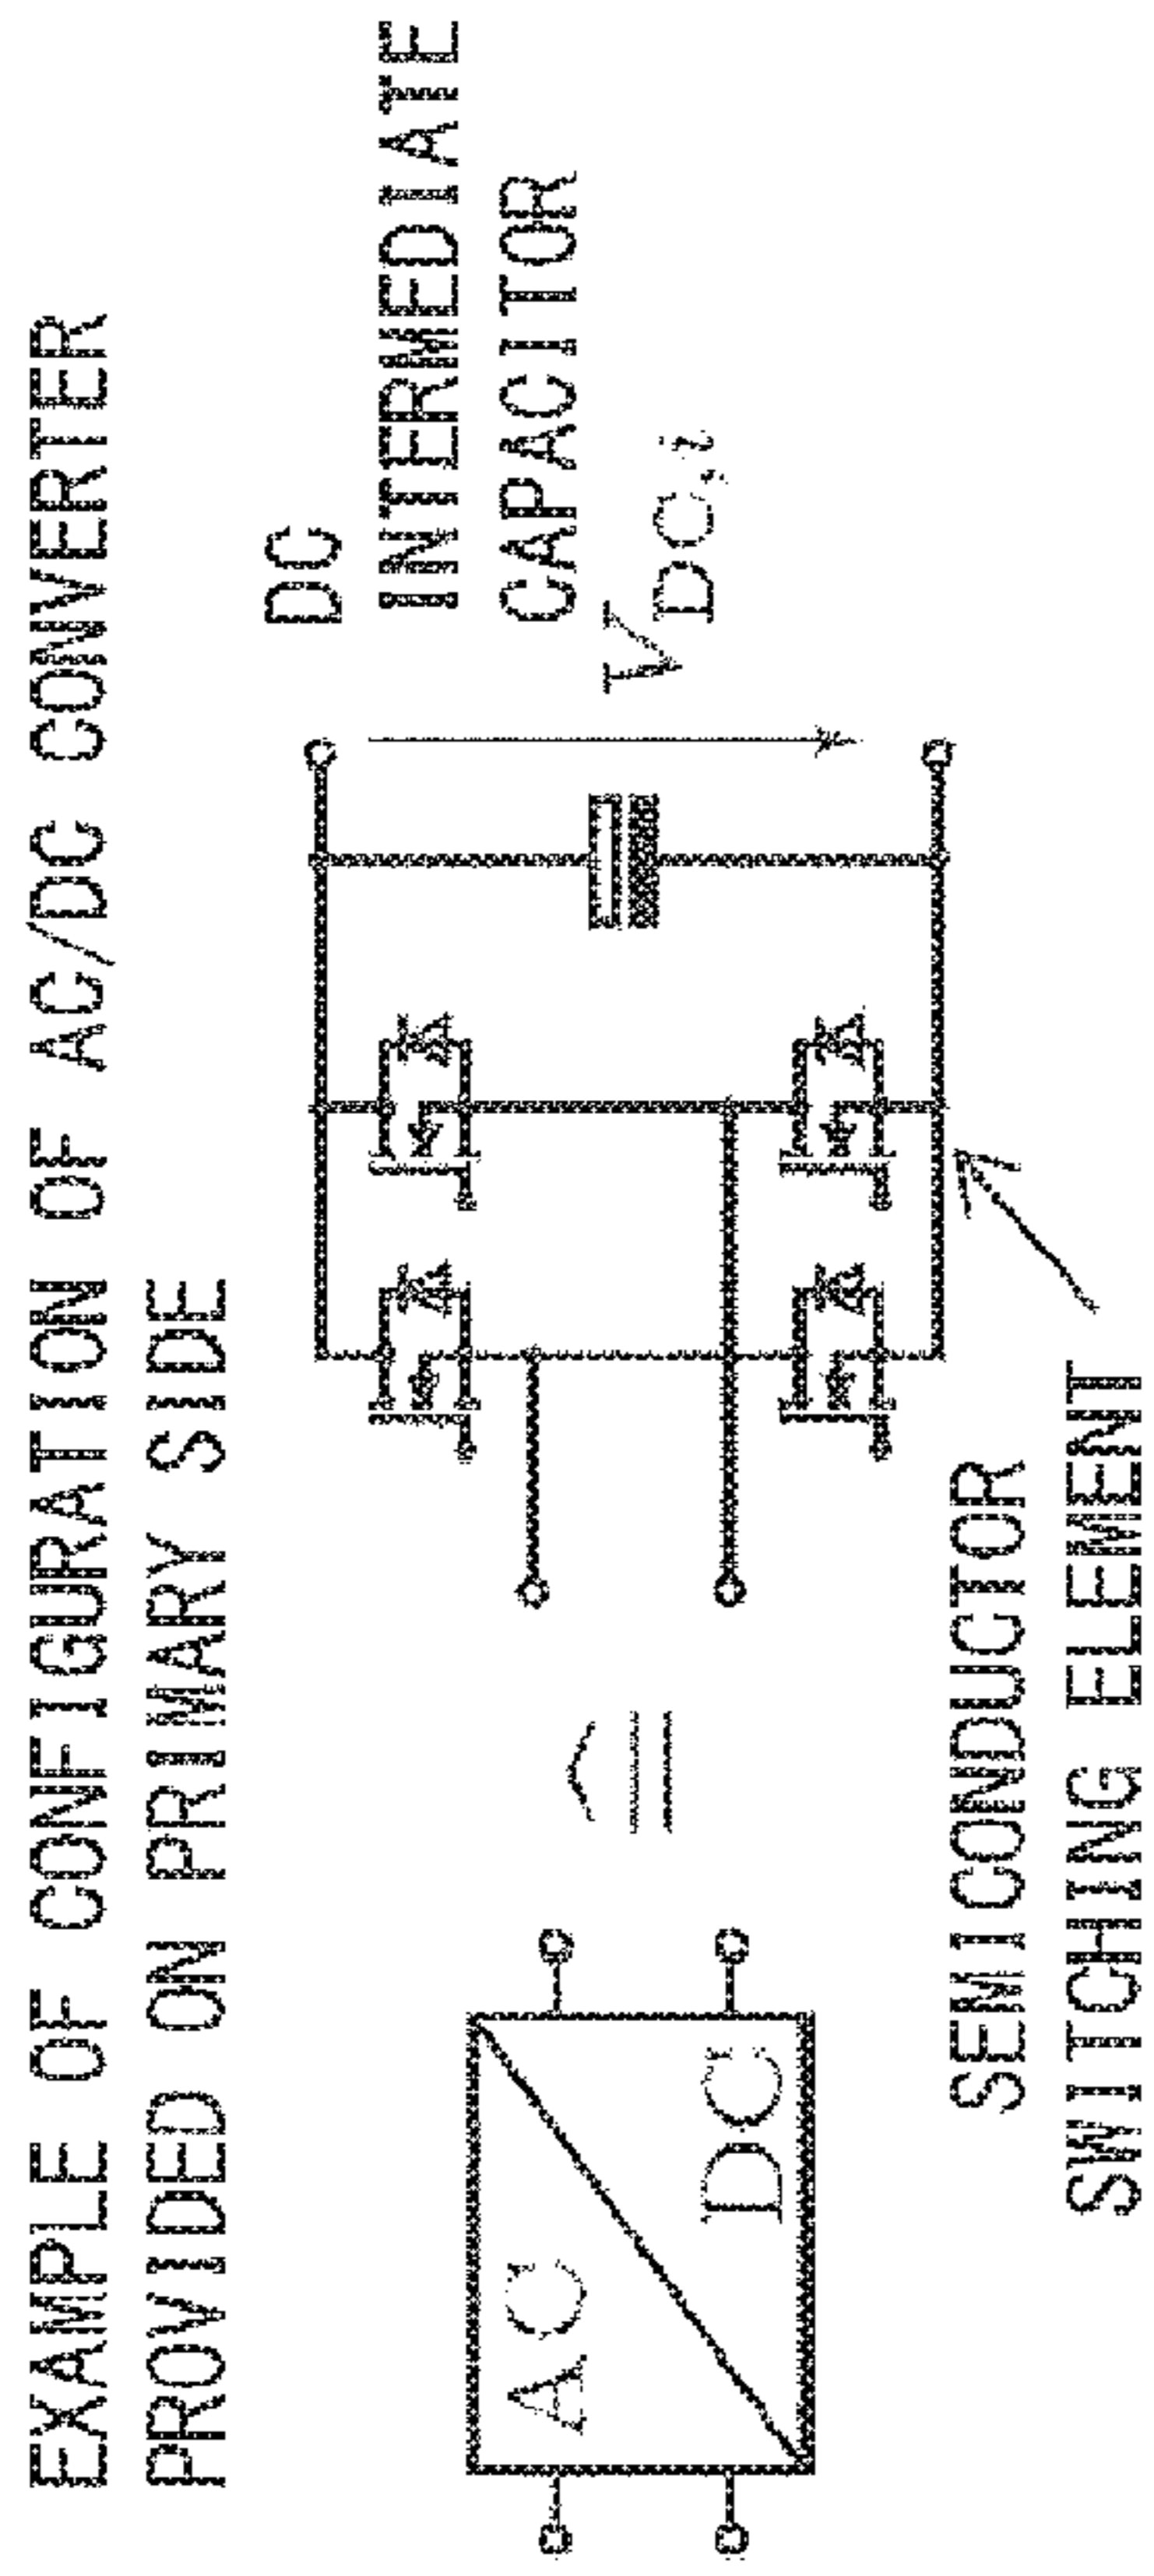 EXAMPLE OF CONFIGURATION OF AC/DC CONVERTER
PROVIDED ON PRIMARY SIDE
DC
INTERMEDIATE
CAPACITOR
V_DC,i
AC
DC
SEMICONDUCTOR
SWITCHING ELEMENT